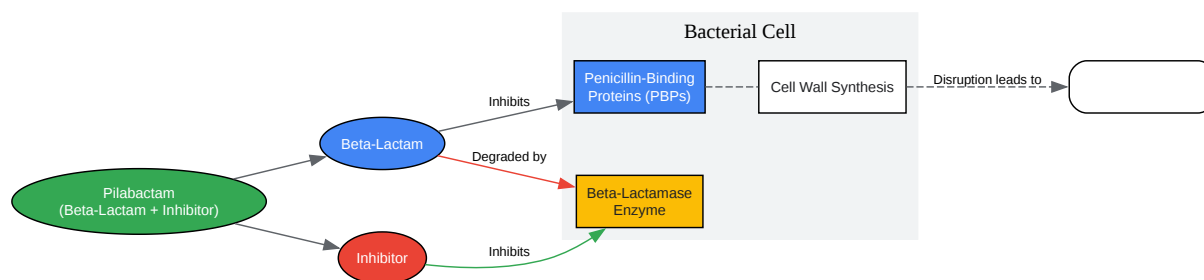 Bacterial Cell
Penicillin-Binding
Proteins (PBPs)
Cell Wall Synthesis
Disruption leads to
Inhibits
Beta-Lactam
Degraded by
Beta-Lactamase
Enzyme
Pilabactam
(Beta-Lactam + Inhibitor)
Inhibits
Inhibitor